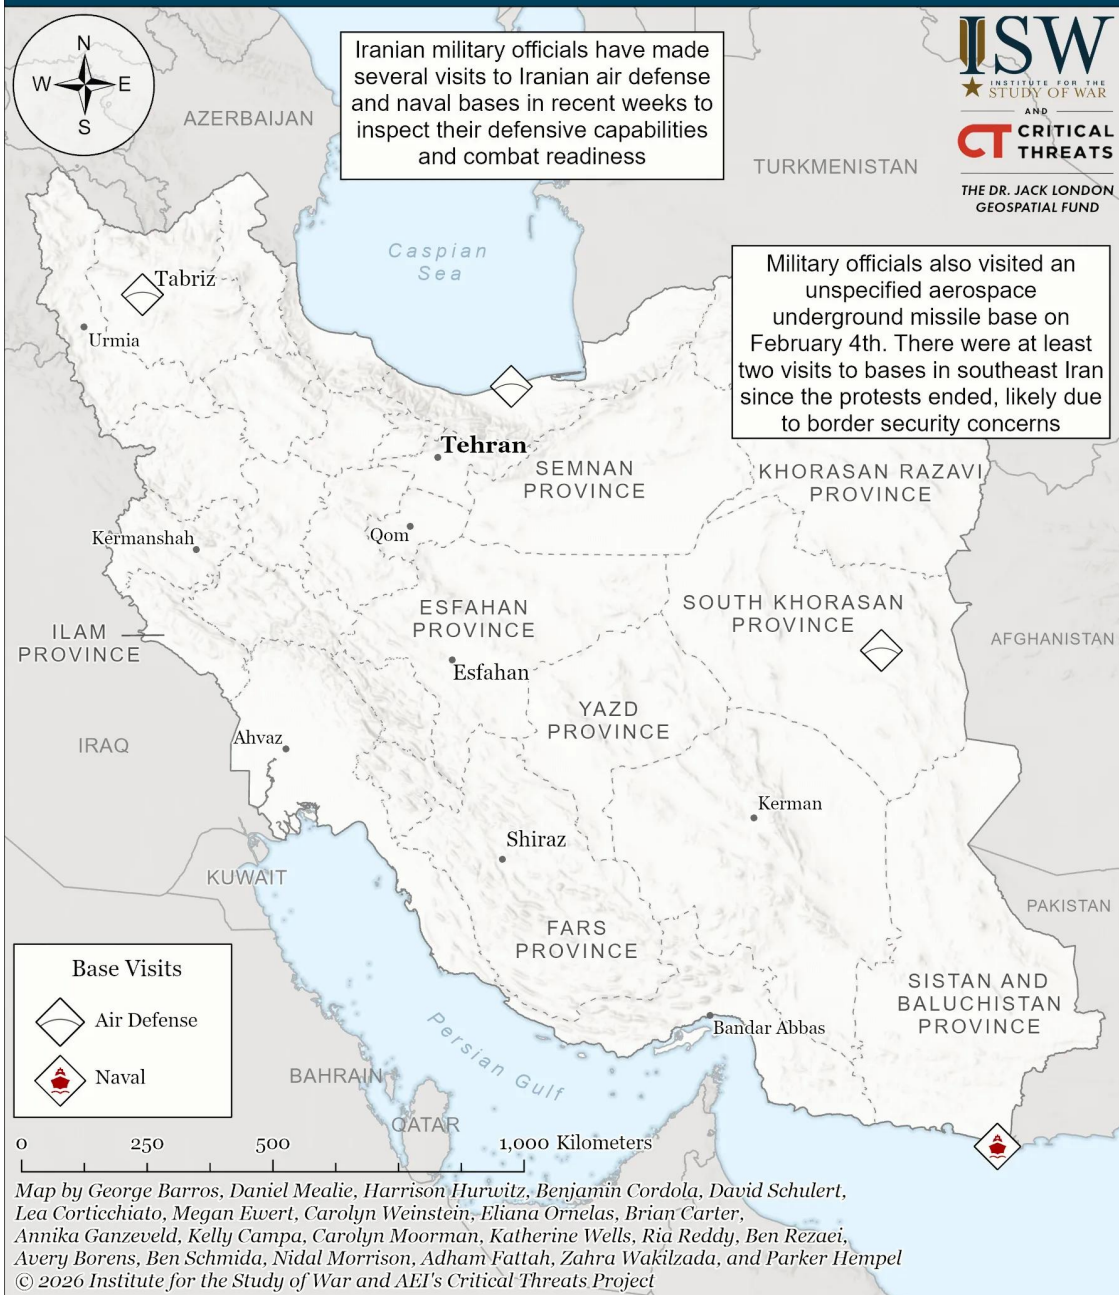 N
W
E
S
Iranian military officials have made
several visits to Iranian air defense
and naval bases in recent weeks to
inspect their defensive capabilities
and combat readiness
ISW
INSTITUTE FOR THE
STUDY OF WAR
AND
CT CRITICAL
THREATS
THE DR. JACK LONDON
GEOSPATIAL FUND
AZERBAIJAN
TURKMENISTAN
Caspian
Sea
Military officials also visited an
unspecified aerospace
underground missile base on
February 4th. There were at least
two visits to bases in southeast Iran
since the protests ended, likely due
to border security concerns
Tabriz
Urmia
Tehran
SEMNAN
PROVINCE
KHORASAN RAZAVI
PROVINCE
Kermanshah
Qom
ESFAHAN
PROVINCE
SOUTH KHORASAN
PROVINCE
ILAM
PROVINCE
AFGHANISTAN
Esfahan
YAZD
PROVINCE
IRAQ
Ahvaz
Kerman
Shiraz
KUWAIT
PAKISTAN
FARS
PROVINCE
SISTAN AND
BALUCHISTAN
PROVINCE
Base Visits
Air Defense
Naval
Persian Gulf
Bandar Abbas
BAHRAIN
QATAR
0 250 500 1,000 Kilometers
Map by George Barros, Daniel Mealie, Harrison Hurwitz, Benjamin Cordola, David Schulert,
Lea Corticchiato, Megan Ewert, Carolyn Weinstein, Eliana Ornelas, Brian Carter,
Annika Ganzeveld, Kelly Campa, Carolyn Moorman, Katherine Wells, Ria Reddy, Ben Rezaei,
Avery Borens, Ben Schmida, Nidal Morrison, Adham Fattah, Zahra Wakilzada, and Parker Hempel
© 2026 Institute for the Study of War and AEI's Critical Threats Project